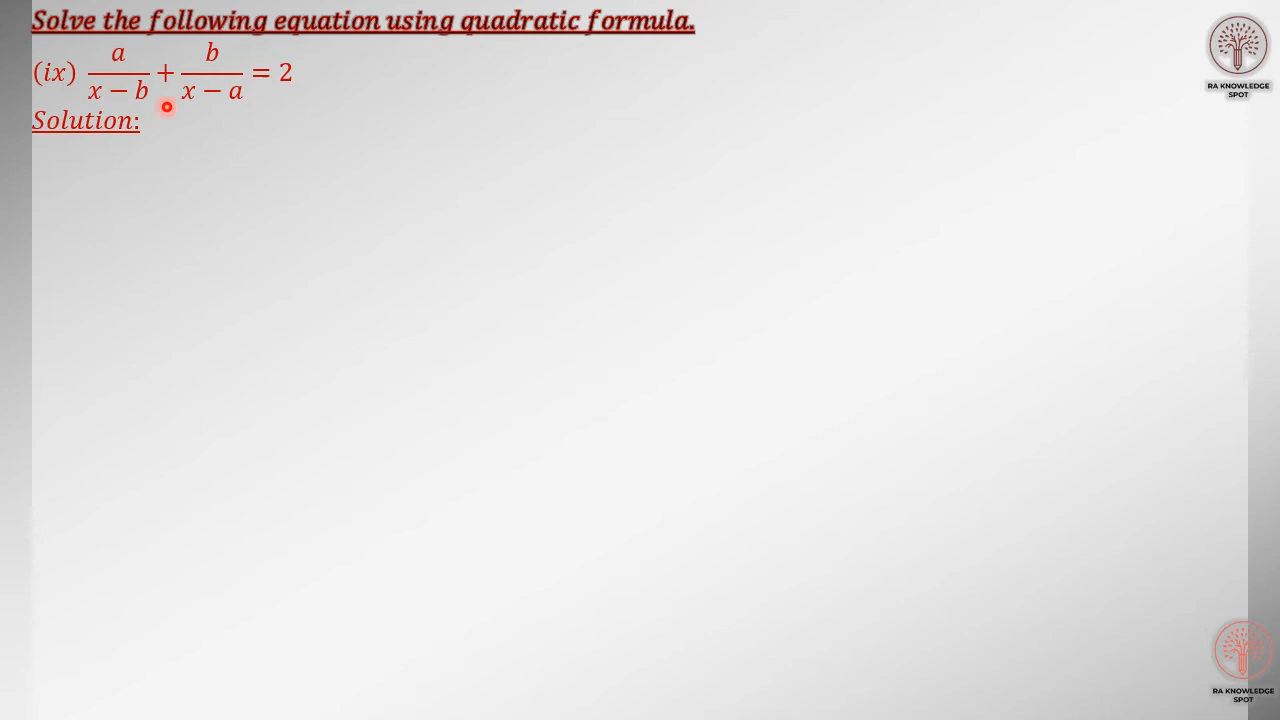 Solve the following equation using quadratic formula.
(ix) a/(x − b) + b/(x − a) = 2
Solution:
RA KNOWLEDGE
SPOT
RA KNOWLEDGE
SPOT